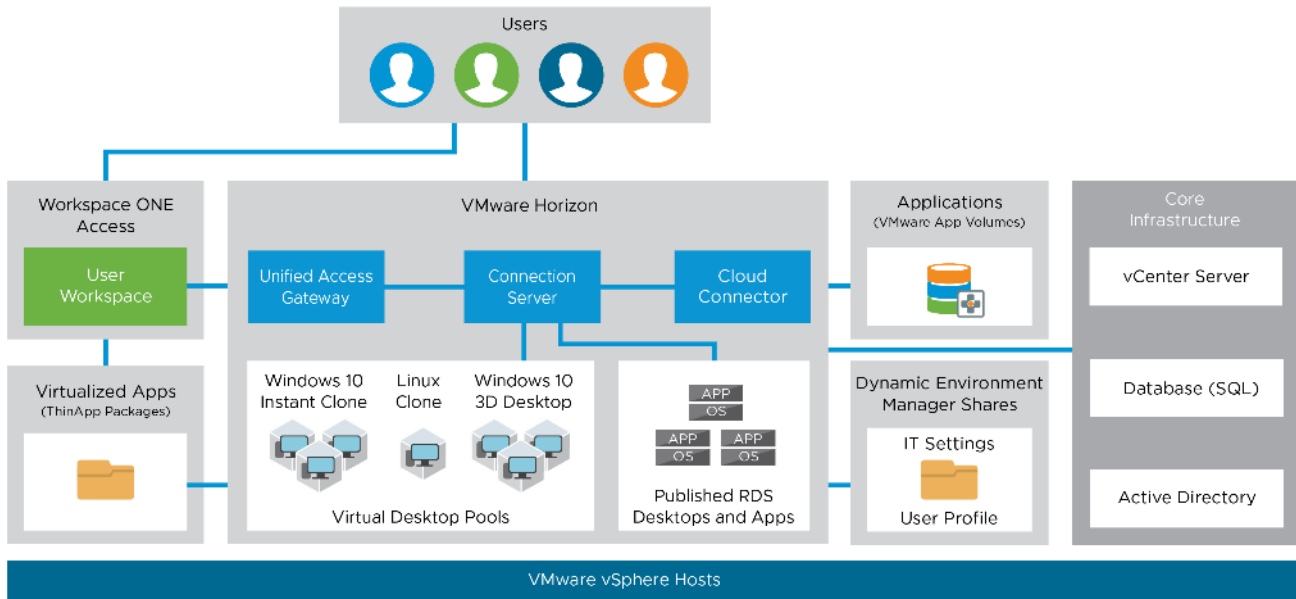 Users
Workspace ONE
Access
User
Workspace
Virtualized Apps
(ThinApp Packages)
VMware Horizon
Unified Access
Gateway
Connection
Server
Cloud
Connector
Windows 10
Instant Clone
Linux
Clone
Windows 10
3D Desktop
Virtual Desktop Pools
APP
OS
APP
OS
APP
OS
Published RDS
Desktops and Apps
Applications
(VMware App Volumes)
Dynamic Environment
Manager Shares
IT Settings
User Profile
Core
Infrastructure
vCenter Server
Database (SQL)
Active Directory
VMware vSphere Hosts